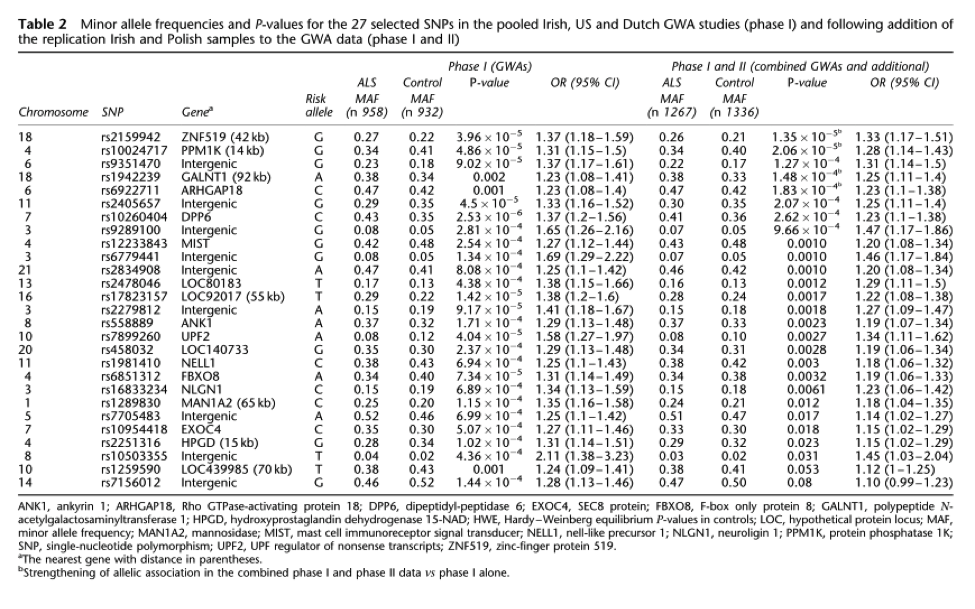 Table 2 Minor allele frequencies and P-values for the 27 selected SNPs in the pooled Irish, US and Dutch GWA studies (phase I) and following addition of
the replication Irish and Polish samples to the GWA data (phase I and II)
Phase I (GWAs) Phase I and II (combined GWAs and additional)
ALS Control P-value OR (95% CI) ALS Control P-value OR (95% CI)
Risk MAF MAF MAF MAF
Chromosome SNP Geneᵃ allele (n 958) (n 932) (n 1267) (n 1336)
18 rs2159942 ZNF519 (42 kb) G 0.27 0.22 3.96 × 10⁻⁵ 1.37 (1.18–1.59) 0.26 0.21 1.35 × 10⁻⁵ᵇ 1.33 (1.17–1.51)
4 rs10024717 PPM1K (14 kb) G 0.34 0.41 4.86 × 10⁻⁵ 1.31 (1.15–1.5) 0.34 0.40 2.06 × 10⁻⁵ᵇ 1.28 (1.14–1.43)
6 rs9351470 Intergenic G 0.23 0.18 9.02 × 10⁻⁵ 1.37 (1.17–1.61) 0.22 0.17 1.27 × 10⁻⁴ 1.31 (1.14–1.5)
18 rs1942239 GALNT1 (92 kb) A 0.38 0.34 0.002 1.23 (1.08–1.41) 0.38 0.33 1.48 × 10⁻⁴ᵇ 1.25 (1.11–1.4)
6 rs6922711 ARHGAP18 C 0.47 0.42 0.001 1.23 (1.08–1.4) 0.47 0.42 1.83 × 10⁻⁴ᵇ 1.23 (1.1–1.38)
11 rs2405657 Intergenic G 0.29 0.35 4.5 × 10⁻⁵ 1.33 (1.16–1.52) 0.30 0.35 2.07 × 10⁻⁴ 1.25 (1.11–1.4)
7 rs10260404 DPP6 C 0.43 0.35 2.53 × 10⁻⁶ 1.37 (1.2–1.56) 0.41 0.36 2.62 × 10⁻⁴ 1.23 (1.1–1.38)
3 rs9289100 Intergenic G 0.08 0.05 2.81 × 10⁻⁴ 1.65 (1.26–2.16) 0.07 0.05 9.66 × 10⁻⁴ 1.47 (1.17–1.86)
4 rs12233843 MIST G 0.42 0.48 2.54 × 10⁻⁴ 1.27 (1.12–1.44) 0.43 0.48 0.0010 1.20 (1.08–1.34)
3 rs6779441 Intergenic G 0.08 0.05 1.34 × 10⁻⁴ 1.69 (1.29–2.22) 0.07 0.05 0.0010 1.46 (1.17–1.84)
21 rs2834908 Intergenic A 0.47 0.41 8.08 × 10⁻⁴ 1.25 (1.1–1.42) 0.46 0.42 0.0010 1.20 (1.08–1.34)
13 rs2478046 LOC80183 T 0.17 0.13 4.38 × 10⁻⁴ 1.38 (1.15–1.66) 0.16 0.13 0.0012 1.29 (1.11–1.5)
16 rs17823157 LOC92017 (55 kb) T 0.29 0.22 1.42 × 10⁻⁵ 1.38 (1.2–1.6) 0.28 0.24 0.0017 1.22 (1.08–1.38)
3 rs2279812 Intergenic A 0.15 0.19 9.17 × 10⁻⁵ 1.41 (1.18–1.67) 0.15 0.18 0.0018 1.27 (1.09–1.47)
8 rs558889 ANK1 A 0.37 0.32 1.71 × 10⁻⁴ 1.29 (1.13–1.48) 0.37 0.33 0.0023 1.19 (1.07–1.34)
10 rs7899260 UPF2 A 0.08 0.12 4.04 × 10⁻⁵ 1.58 (1.27–1.97) 0.08 0.10 0.0027 1.34 (1.11–1.62)
20 rs458032 LOC140733 G 0.35 0.30 2.37 × 10⁻⁴ 1.29 (1.13–1.48) 0.34 0.31 0.0028 1.19 (1.06–1.34)
11 rs1981410 NELL1 C 0.38 0.43 6.94 × 10⁻⁴ 1.25 (1.1–1.43) 0.38 0.42 0.003 1.18 (1.06–1.32)
4 rs6851312 FBXO8 A 0.34 0.40 7.34 × 10⁻⁵ 1.31 (1.14–1.49) 0.34 0.38 0.0032 1.19 (1.06–1.33)
3 rs16833234 NLGN1 C 0.15 0.19 6.89 × 10⁻⁴ 1.34 (1.13–1.59) 0.15 0.18 0.0061 1.23 (1.06–1.42)
1 rs1289830 MAN1A2 (65 kb) C 0.25 0.20 1.15 × 10⁻⁴ 1.35 (1.16–1.58) 0.24 0.21 0.012 1.18 (1.04–1.35)
5 rs7705483 Intergenic A 0.52 0.46 6.99 × 10⁻⁴ 1.25 (1.1–1.42) 0.51 0.47 0.017 1.14 (1.02–1.27)
7 rs10954418 EXOC4 C 0.35 0.30 5.07 × 10⁻⁴ 1.27 (1.11–1.46) 0.33 0.30 0.018 1.15 (1.02–1.29)
4 rs2251316 HPGD (15 kb) G 0.28 0.34 1.02 × 10⁻⁴ 1.31 (1.14–1.51) 0.29 0.32 0.023 1.15 (1.02–1.29)
8 rs10503355 Intergenic T 0.04 0.02 4.36 × 10⁻⁴ 2.11 (1.38–3.23) 0.03 0.02 0.031 1.45 (1.03–2.04)
10 rs1259590 LOC439985 (70 kb) T 0.38 0.43 0.001 1.24 (1.09–1.41) 0.38 0.41 0.053 1.12 (1–1.25)
14 rs7156012 Intergenic G 0.46 0.52 1.44 × 10⁻⁴ 1.28 (1.13–1.46) 0.47 0.50 0.08 1.10 (0.99–1.23)
ANK1, ankyrin 1; ARHGAP18, Rho GTPase-activating protein 18; DPP6, dipeptidyl-peptidase 6; EXOC4, SEC8 protein; FBXO8, F-box only protein 8; GALNT1, polypeptide N-
acetylgalactosaminyltransferase 1; HPGD, hydroxyprostaglandin dehydrogenase 15-NAD; HWE, Hardy–Weinberg equilibrium P-values in controls; LOC, hypothetical protein locus; MAF,
minor allele frequency; MAN1A2, mannosidase; MIST, mast cell immunoreceptor signal transducer; NELL1, nel-like precursor 1; NLGN1, neuroligin 1; PPM1K, protein phosphatase 1K;
SNP, single-nucleotide polymorphism; UPF2, UPF regulator of nonsense transcripts; ZNF519, zinc-finger protein 519.
ᵃThe nearest gene with distance in parentheses.
ᵇStrengthening of allelic association in the combined phase I and phase II data vs phase I alone.